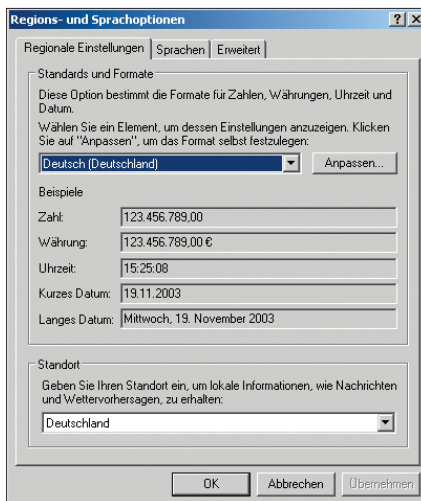 Regions- und Sprachoptionen
Regionale Einstellungen
Sprachen
Erweitert
Standards und Formate
Diese Option bestimmt die Formate für Zahlen, Währungen, Uhrzeit und
Datum.
Wählen Sie ein Element, um dessen Einstellungen anzuzeigen. Klicken
Sie auf "Anpassen", um das Format selbst festzulegen:
Deutsch (Deutschland)
Anpassen...
Beispiele
Zahl: 123.456.789,00
Währung: 123.456.789,00 €
Uhrzeit: 15:25:08
Kurzes Datum: 19.11.2003
Langes Datum: Mittwoch, 19. November 2003
Standort
Geben Sie Ihren Standort ein, um lokale Informationen, wie Nachrichten
und Wettervorhersagen, zu erhalten:
Deutschland
OK
Abbrechen
Übernehmen